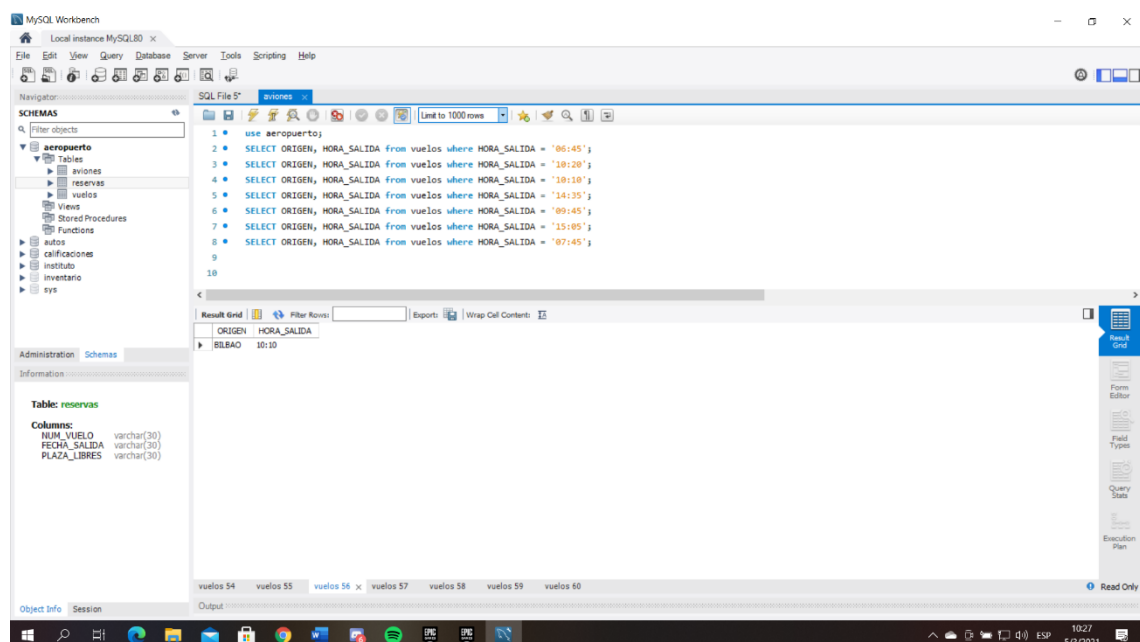 MySQL Workbench
Local instance MySQL80
File Edit View Query Database Server Tools Scripting Help
Navigator
SQL File 5* aviones
SCHEMAS
Limit to 1000 rows
Filter objects
aeropuerto
Tables
aviones
reservas
vuelos
Views
Stored Procedures
Functions
autos
calificaciones
instituto
inventario
sys
1 use aeropuerto;
2 SELECT ORIGEN, HORA_SALIDA from vuelos where HORA_SALIDA = '06:45';
3 SELECT ORIGEN, HORA_SALIDA from vuelos where HORA_SALIDA = '10:20';
4 SELECT ORIGEN, HORA_SALIDA from vuelos where HORA_SALIDA = '10:10';
5 SELECT ORIGEN, HORA_SALIDA from vuelos where HORA_SALIDA = '14:35';
6 SELECT ORIGEN, HORA_SALIDA from vuelos where HORA_SALIDA = '09:45';
7 SELECT ORIGEN, HORA_SALIDA from vuelos where HORA_SALIDA = '15:05';
8 SELECT ORIGEN, HORA_SALIDA from vuelos where HORA_SALIDA = '07:45';
9
10
Result Grid Filter Rows: Export: Wrap Cell Content:
ORIGEN HORA_SALIDA
BILBAO 10:10
Result Grid
Form Editor
Field Types
Query Stats
Execution Plan
Administration Schemas
Information
Table: reservas
Columns:
NUM_VUELO varchar(30)
FECHA_SALIDA varchar(30)
PLAZA_LIBRES varchar(30)
vuelos 54 vuelos 55 vuelos 56 vuelos 57 vuelos 58 vuelos 59 vuelos 60
Read Only
Output
Object Info Session
EPIC EPIC
ESP
10:27
5/3/2021